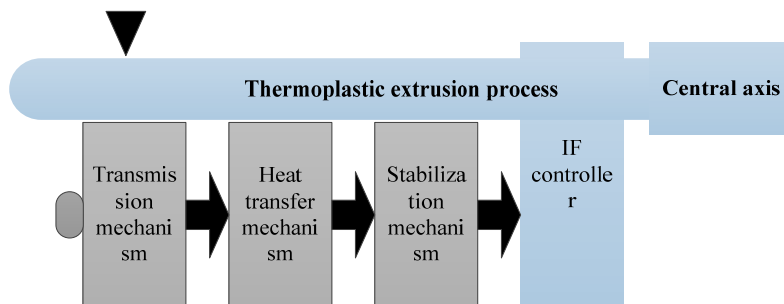 Thermoplastic extrusion process
Central axis
Transmis
sion
mechani
sm
Heat
transfer
mechani
sm
Stabiliza
tion
mechani
sm
IF
controlle
r